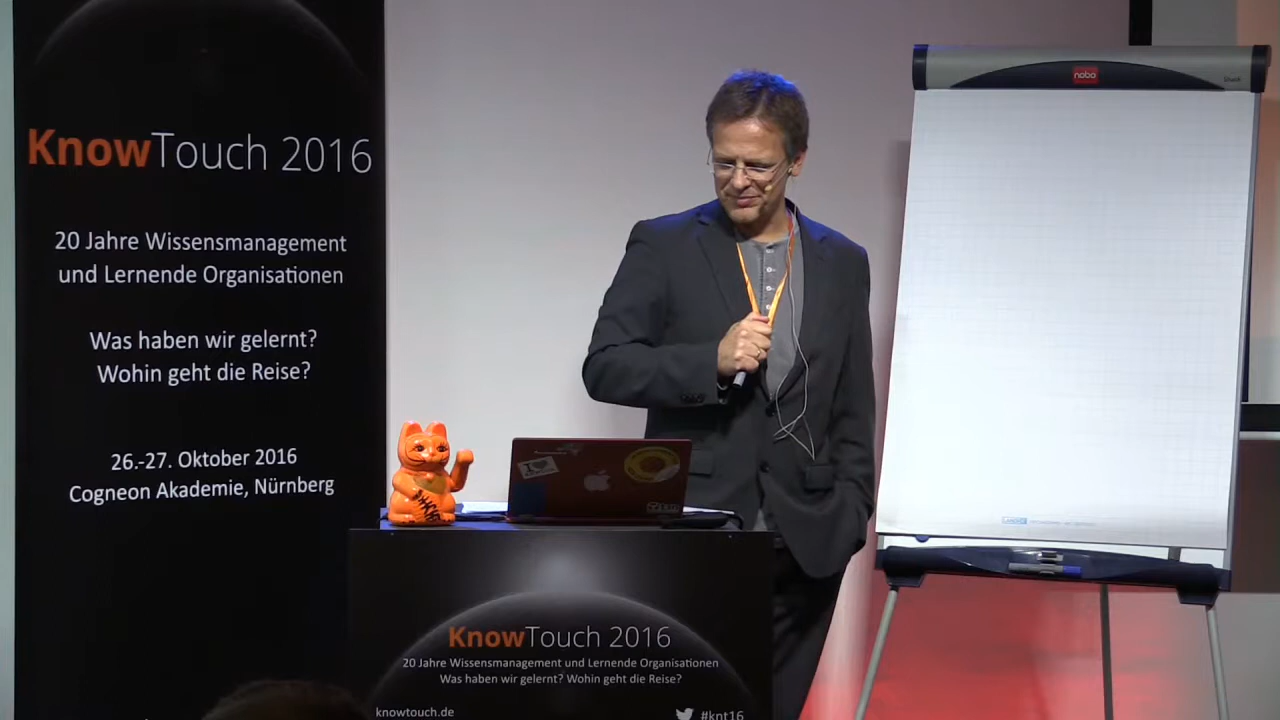 KnowTouch 2016
20 Jahre Wissensmanagement
und Lernende Organisationen
Was haben wir gelernt?
Wohin geht die Reise?
26.-27. Oktober 2016
Cogneon Akademie, Nürnberg
nobo
KnowTouch 2016
20 Jahre Wissensmanagement und Lernende Organisationen
Was haben wir gelernt? Wohin geht die Reise?
knowtouch.de
#knt16